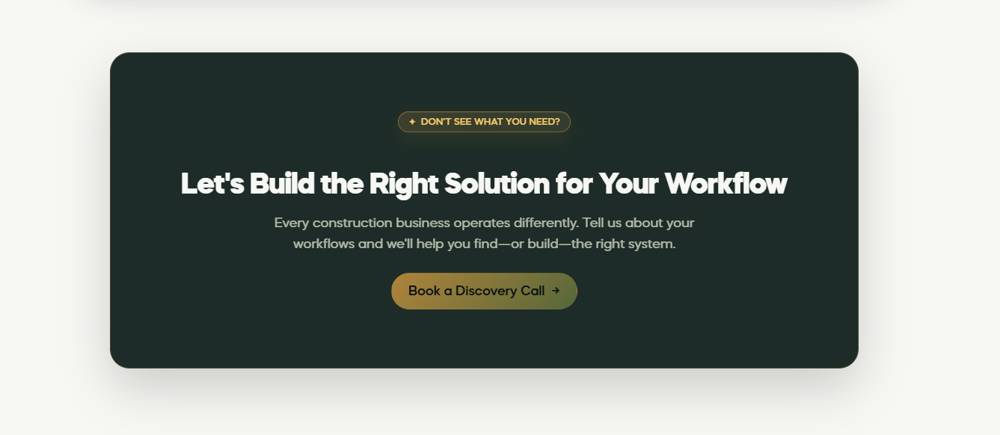 ✦ DON'T SEE WHAT YOU NEED?
Let's Build the Right Solution for Your Workflow
Every construction business operates differently. Tell us about your
workflows and we'll help you find—or build—the right system.
Book a Discovery Call →